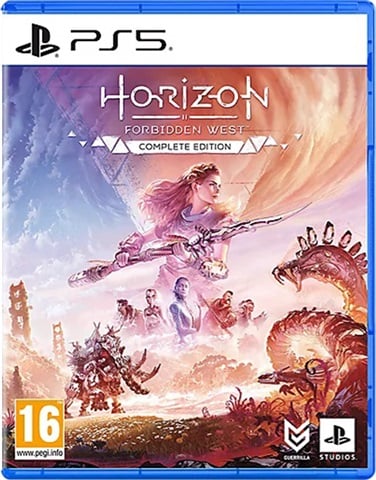 PS5
HORIZON
FORBIDDEN WEST
COMPLETE EDITION
16
www.pegi.info
GUERRILLA
STUDIOS